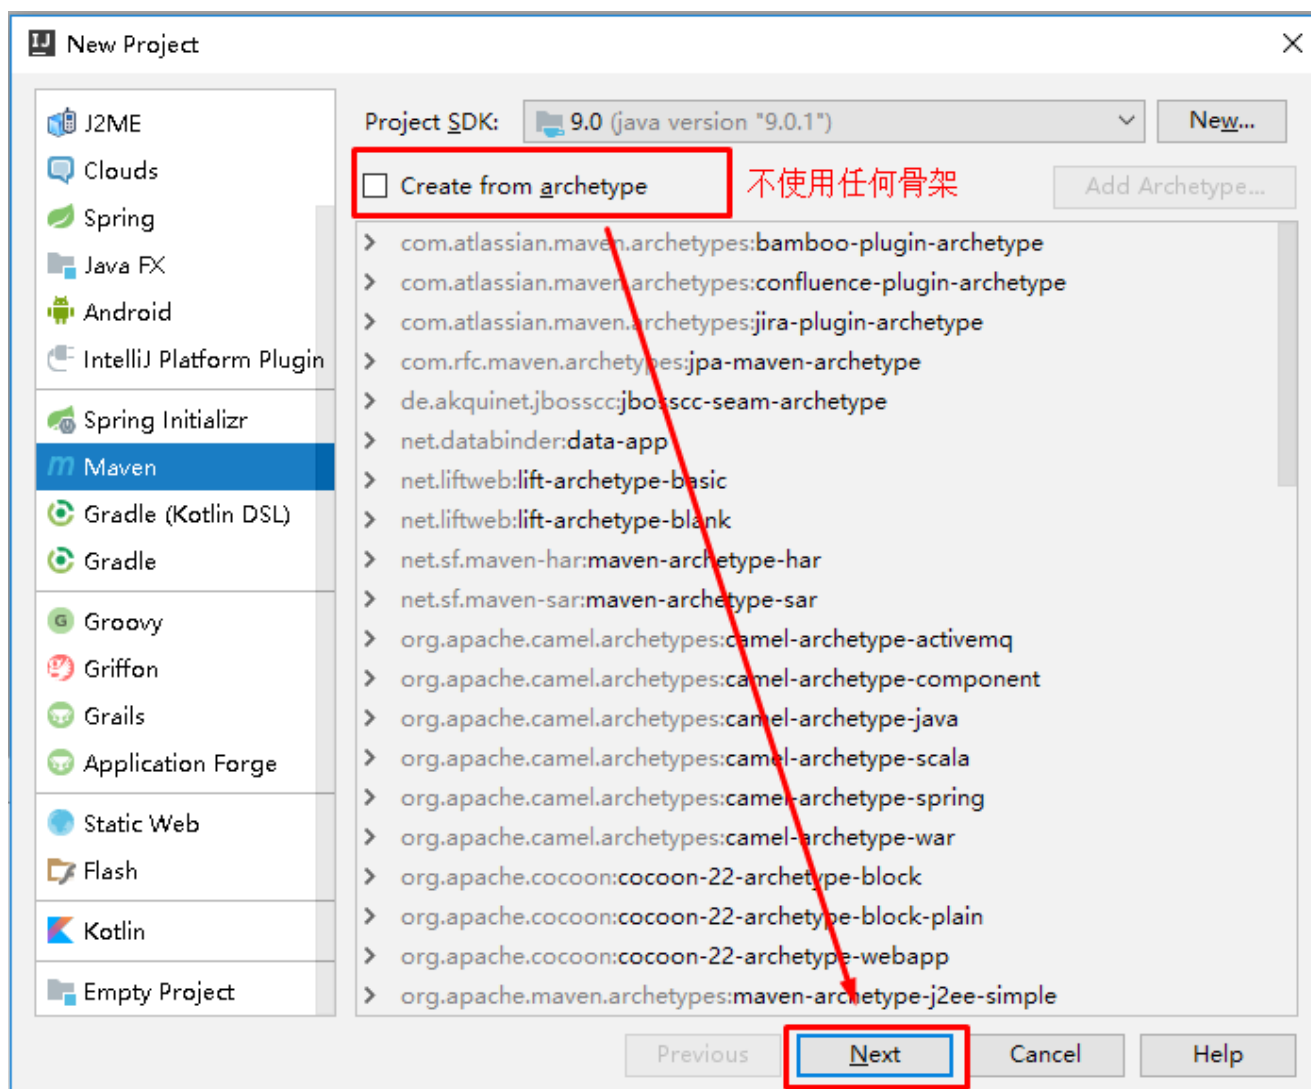 New Project
J2ME
Clouds
Spring
Java FX
Android
IntelliJ Platform Plugin
Spring Initializr
Maven
Gradle (Kotlin DSL)
Gradle
Groovy
Griffon
Grails
Application Forge
Static Web
Flash
Kotlin
Empty Project
Project SDK: 9.0 (java version "9.0.1") New...
Create from archetype 不使用任何骨架 Add Archetype...
com.atlassian.maven.archetypes:bamboo-plugin-archetype
com.atlassian.maven.archetypes:confluence-plugin-archetype
com.atlassian.maven.archetypes:jira-plugin-archetype
com.rfc.maven.archetypes:jpa-maven-archetype
de.akquinet.jbosscc:jbosscc-seam-archetype
net.databinder:data-app
net.liftweb:lift-archetype-basic
net.liftweb:lift-archetype-blank
net.sf.maven-har:maven-archetype-har
net.sf.maven-sar:maven-archetype-sar
org.apache.camel.archetypes:camel-archetype-activemq
org.apache.camel.archetypes:camel-archetype-component
org.apache.camel.archetypes:camel-archetype-java
org.apache.camel.archetypes:camel-archetype-scala
org.apache.camel.archetypes:camel-archetype-spring
org.apache.camel.archetypes:camel-archetype-war
org.apache.cocoon:cocoon-22-archetype-block
org.apache.cocoon:cocoon-22-archetype-block-plain
org.apache.cocoon:cocoon-22-archetype-webapp
org.apache.maven.archetypes:maven-archetype-j2ee-simple
Previous Next Cancel Help